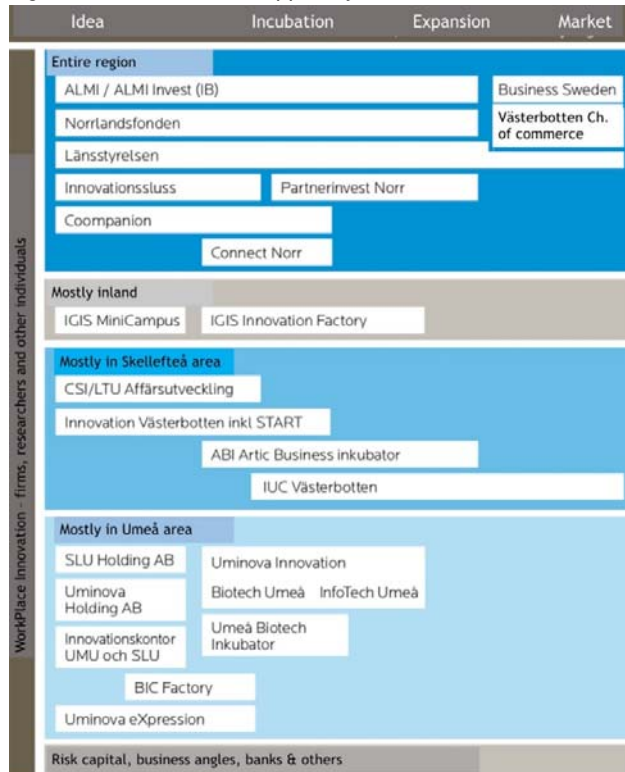 Idea Incubation Expansion Market
WorkPlace Innovation - firms, researchers and other individuals
Entire region
ALMI / ALMI Invest (IB)
Business Sweden
Norrlandsfonden
Västerbotten Ch.
of commerce
Länsstyrelsen
Innovationssluss
Partnerinvest Norr
Coompanion
Connect Norr
Mostly inland
IGIS MiniCampus
IGIS Innovation Factory
Mostly in Skellefteå area
CSI/LTU Affärsutveckling
Innovation Västerbotten inkl START
ABI Artic Business inkubator
IUC Västerbotten
Mostly in Umeå area
SLU Holding AB
Uminova
Holding AB
Innovationskontor
UMU och SLU
Uminova Innovation
Biotech Umeå InfoTech Umeå
Umeå Biotech
Inkubator
BIC Factory
Uminova eXpression
Risk capital, business angles, banks & others